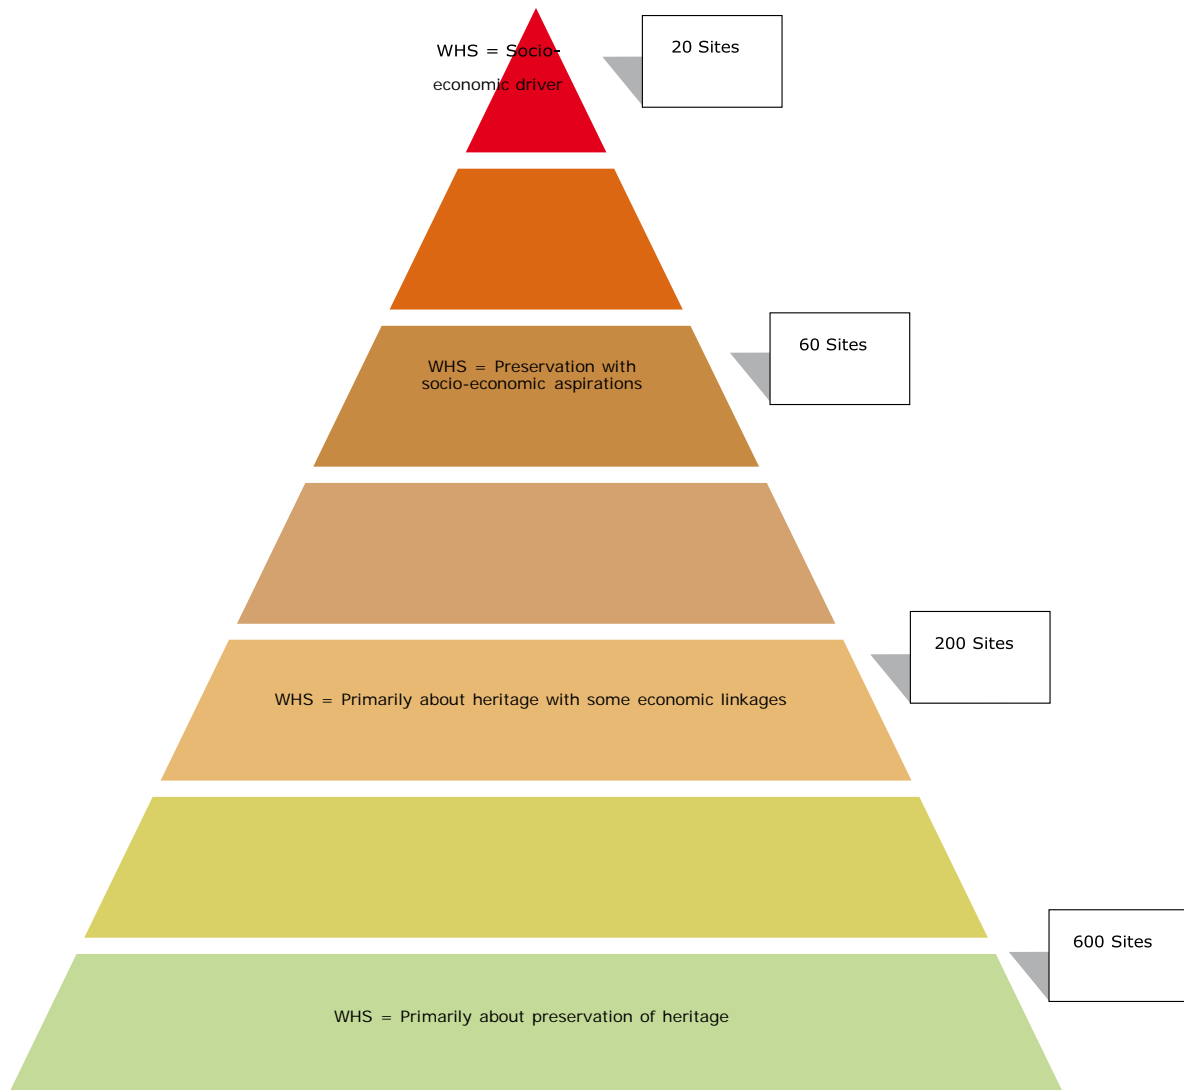 WHS = Socio-
economic driver
20 Sites
60 Sites
WHS = Preservation with
socio-economic aspirations
200 Sites
WHS = Primarily about heritage with some economic linkages
600 Sites
WHS = Primarily about preservation of heritage